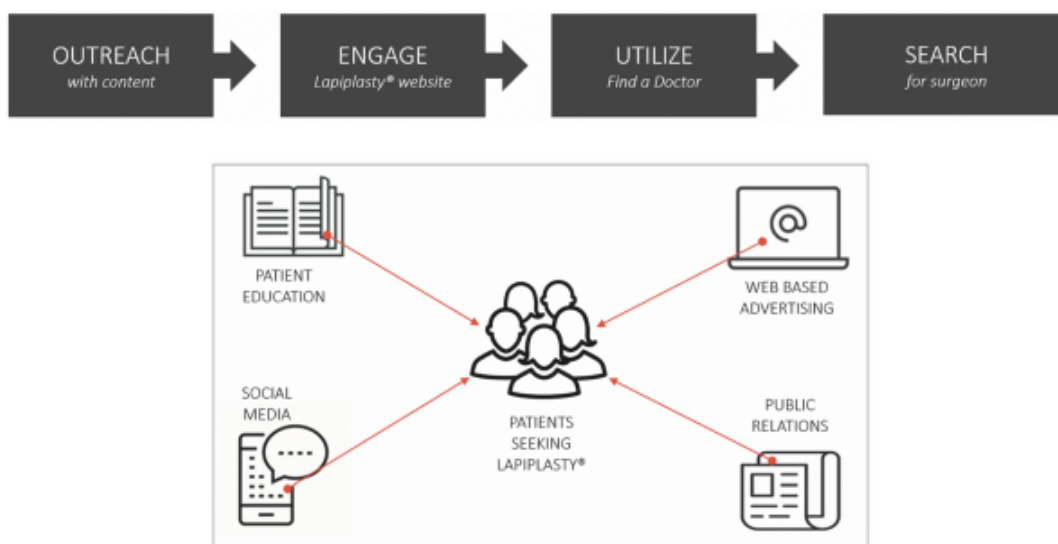 OUTREACH
with content
ENGAGE
Lapiplasty® website
UTILIZE
Find a Doctor
SEARCH
for surgeon
PATIENT
EDUCATION
WEB BASED
ADVERTISING
SOCIAL
MEDIA
PATIENTS
SEEKING
LAPIPLASTY®
PUBLIC
RELATIONS